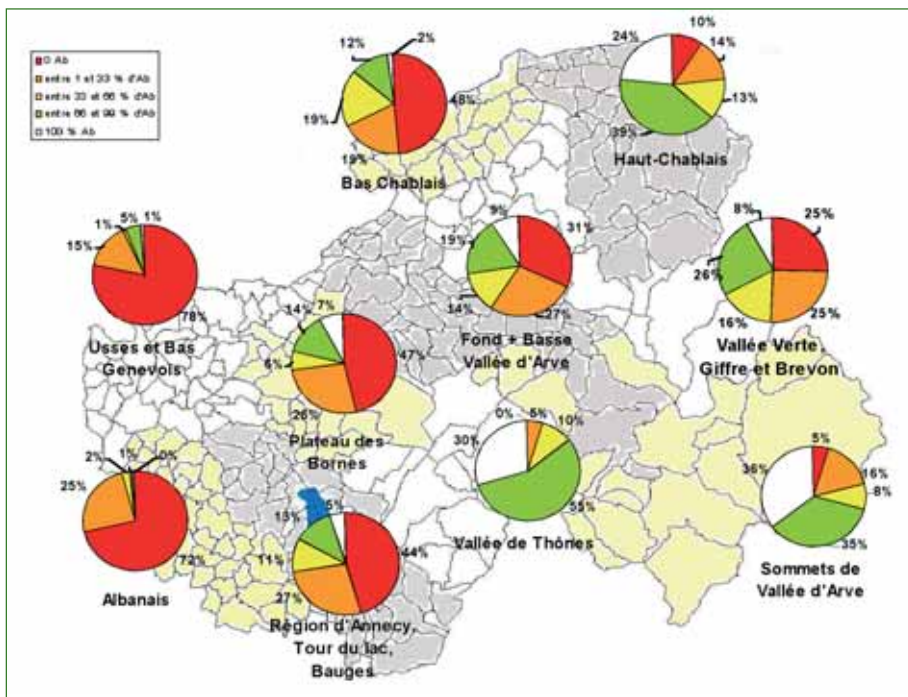 0 Ab
entre 1 et 33 % d'Ab
entre 33 et 66 % d'Ab
entre 66 et 99 % d'Ab
100 % Ab
12%
2%
19%
48%
19%
Bas Chablais
24%
10%
14%
13%
39%
Haut-Chablais
1%
5%
1%
15%
78%
Usses et Bas
Genevois
9%
31%
19%
14%
27%
Fond + Basse
Vallée d'Arve
8%
25%
26%
16%
25%
Vallée Verte,
Giffre et Brevon
14%
7%
6%
47%
26%
Plateau des
Bornes
0%
5%
10%
30%
55%
Vallée de Thônes
2%
1%
0%
25%
72%
Albanais
13%
5%
44%
11%
27%
Région d'Annecy,
Tour du lac,
Bauges
5%
36%
16%
8%
35%
Sommets de
Vallée d'Arve